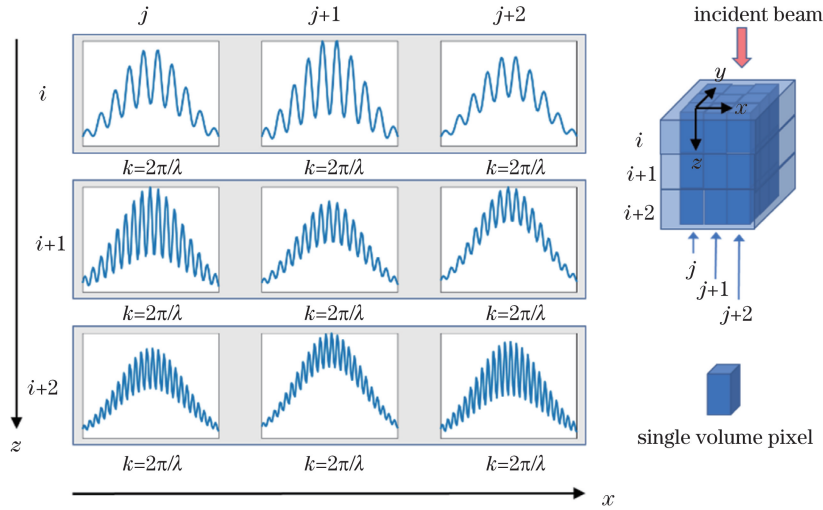 j j+1 j+2
incident beam
i
k=2π/λ k=2π/λ k=2π/λ
i+1
k=2π/λ k=2π/λ k=2π/λ
i+2
k=2π/λ k=2π/λ k=2π/λ
z
x
y
x
z
i
i+1
i+2
j
j+1
j+2
single volume pixel